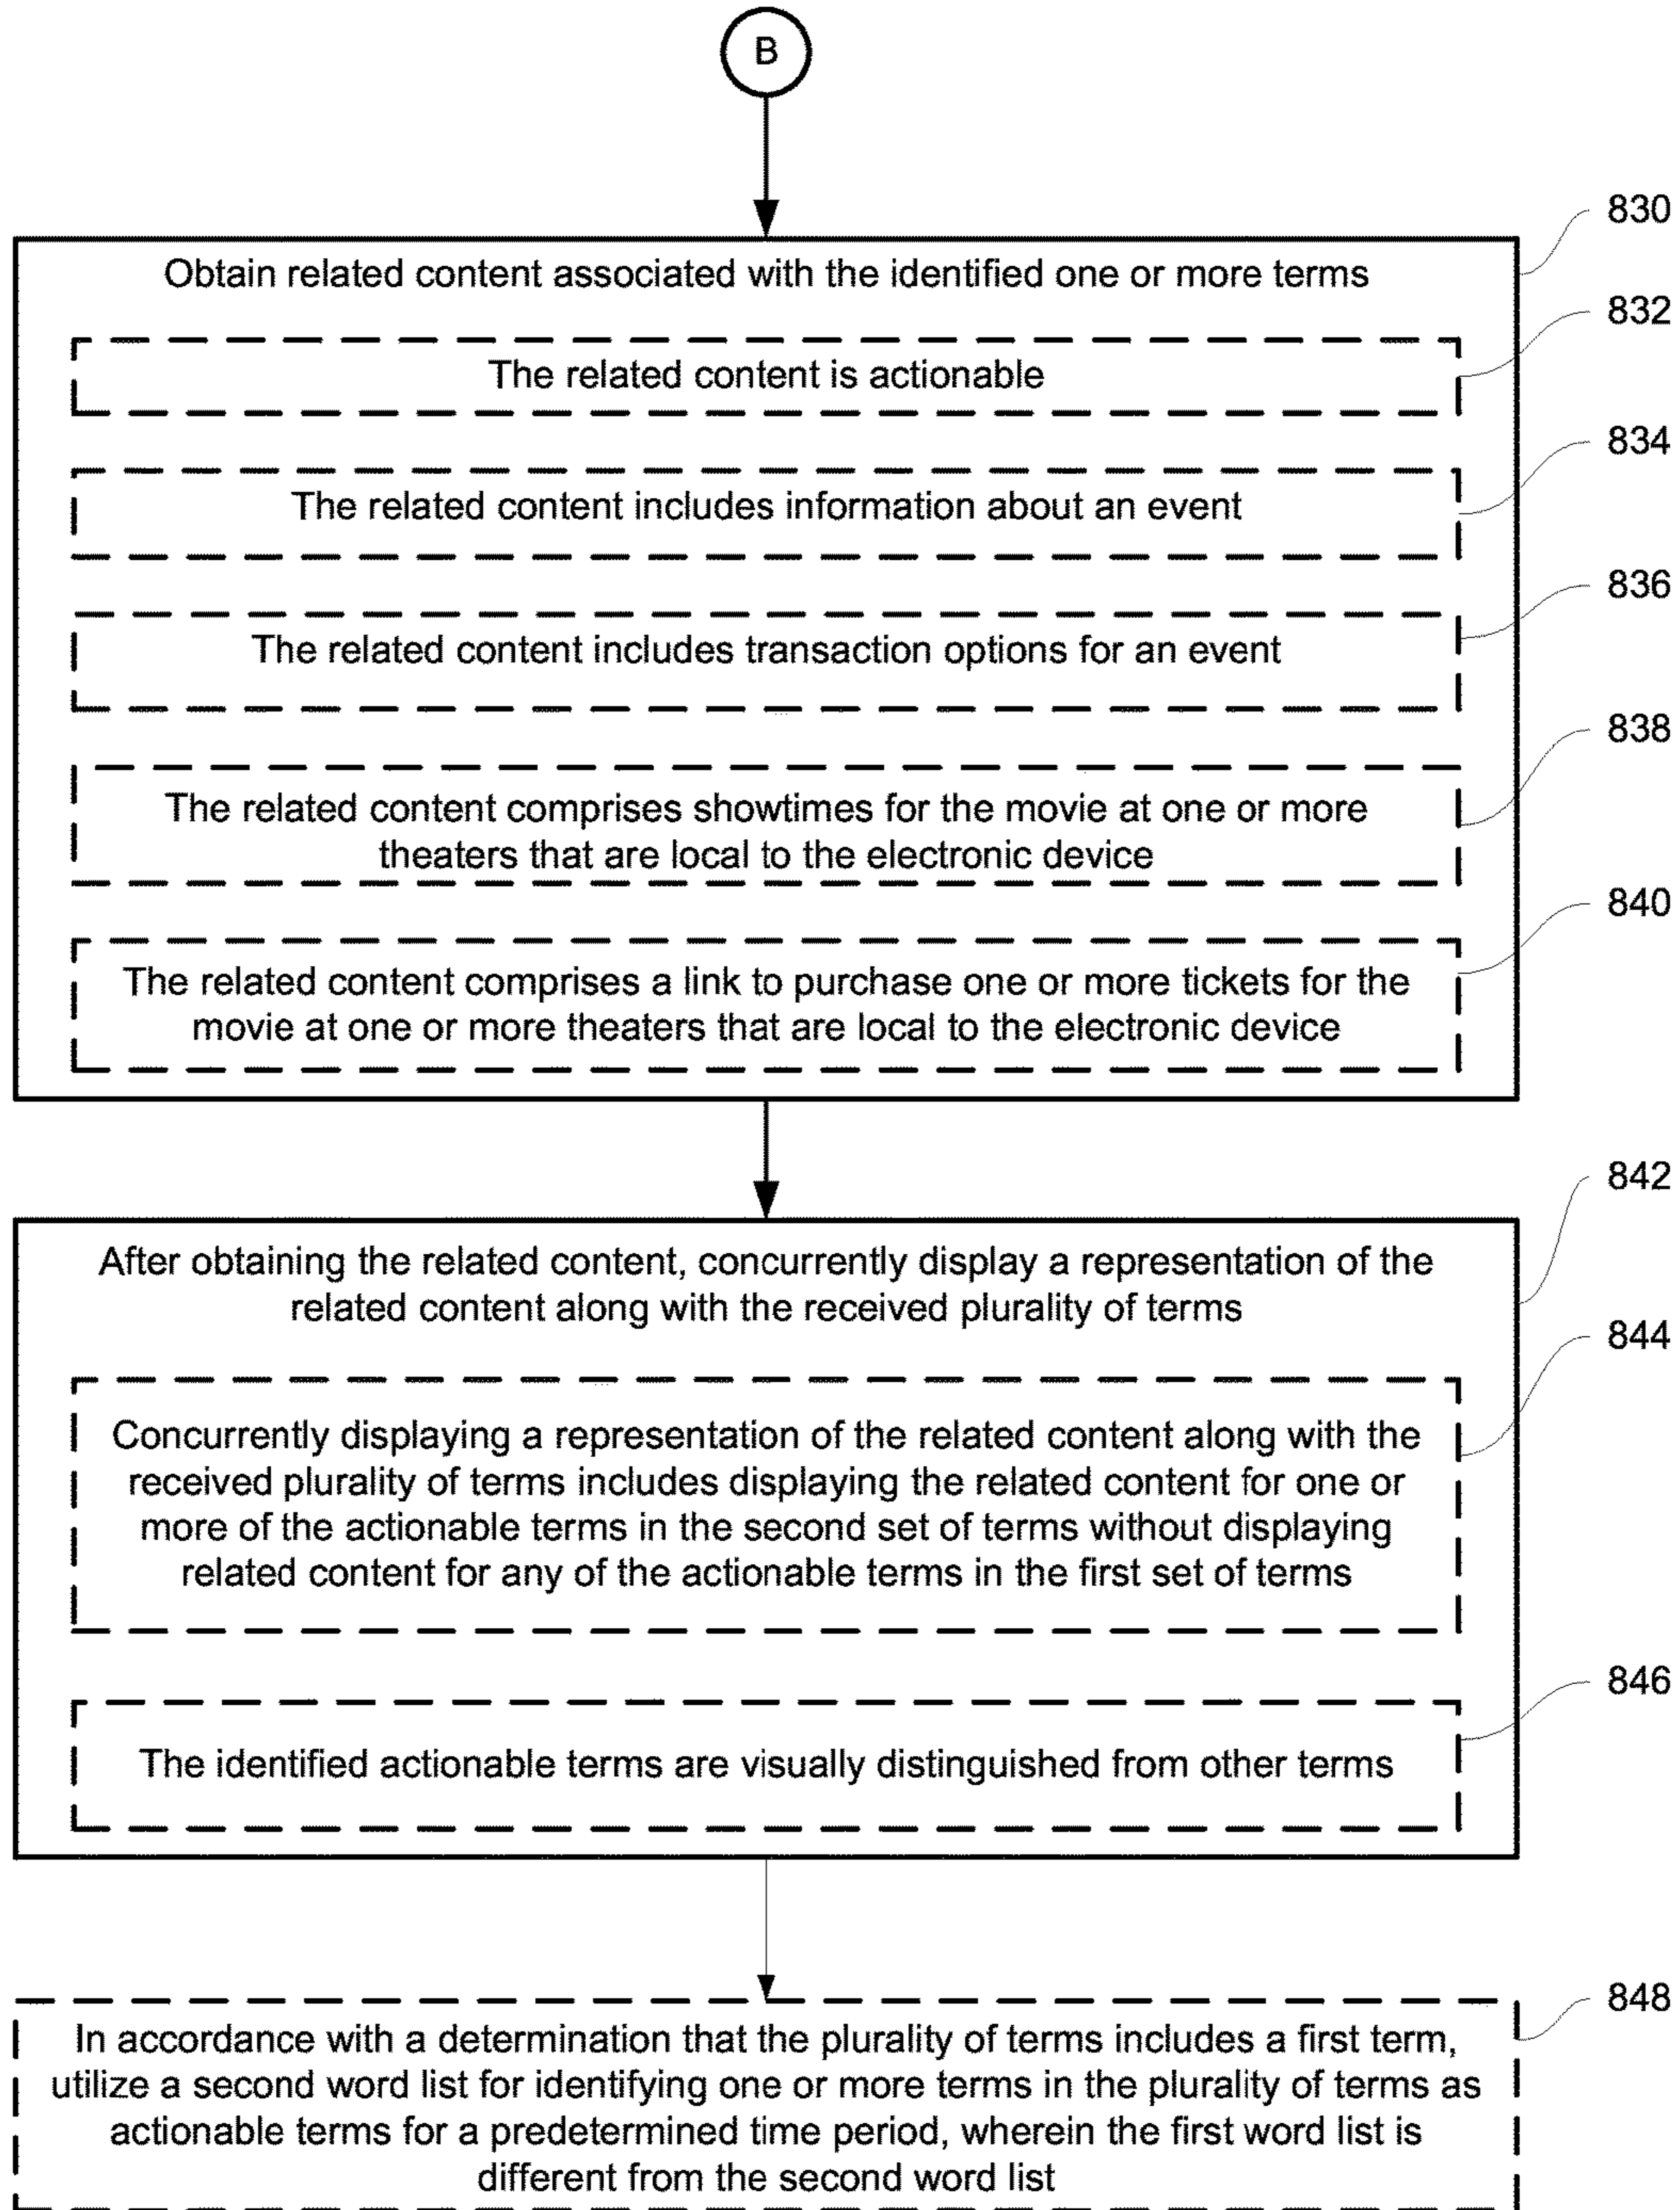 B
830
Obtain related content associated with the identified one or more terms
832
The related content is actionable
834
The related content includes information about an event
836
The related content includes transaction options for an event
838
The related content comprises showtimes for the movie at one or more
theaters that are local to the electronic device
840
The related content comprises a link to purchase one or more tickets for the
movie at one or more theaters that are local to the electronic device
842
After obtaining the related content, concurrently display a representation of the
related content along with the received plurality of terms
844
Concurrently displaying a representation of the related content along with the
received plurality of terms includes displaying the related content for one or
more of the actionable terms in the second set of terms without displaying
related content for any of the actionable terms in the first set of terms
846
The identified actionable terms are visually distinguished from other terms
848
In accordance with a determination that the plurality of terms includes a first term,
utilize a second word list for identifying one or more terms in the plurality of terms as
actionable terms for a predetermined time period, wherein the first word list is
different from the second word list